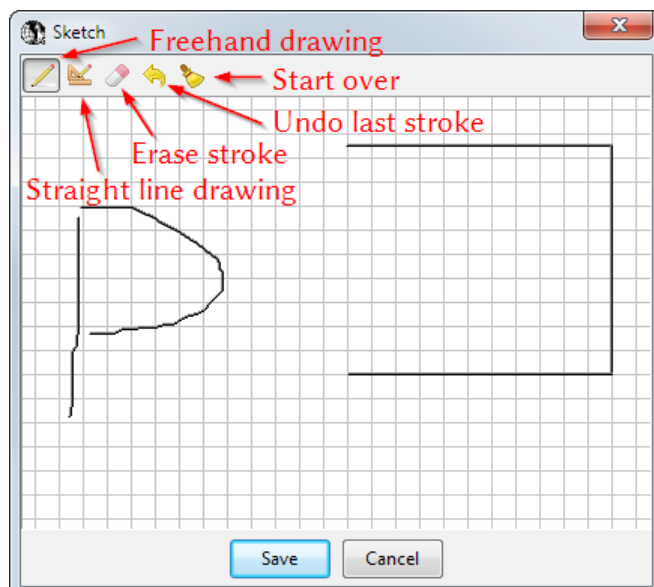 Sketch
Freehand drawing
Start over
Undo last stroke
Erase stroke
Straight line drawing
Save
Cancel